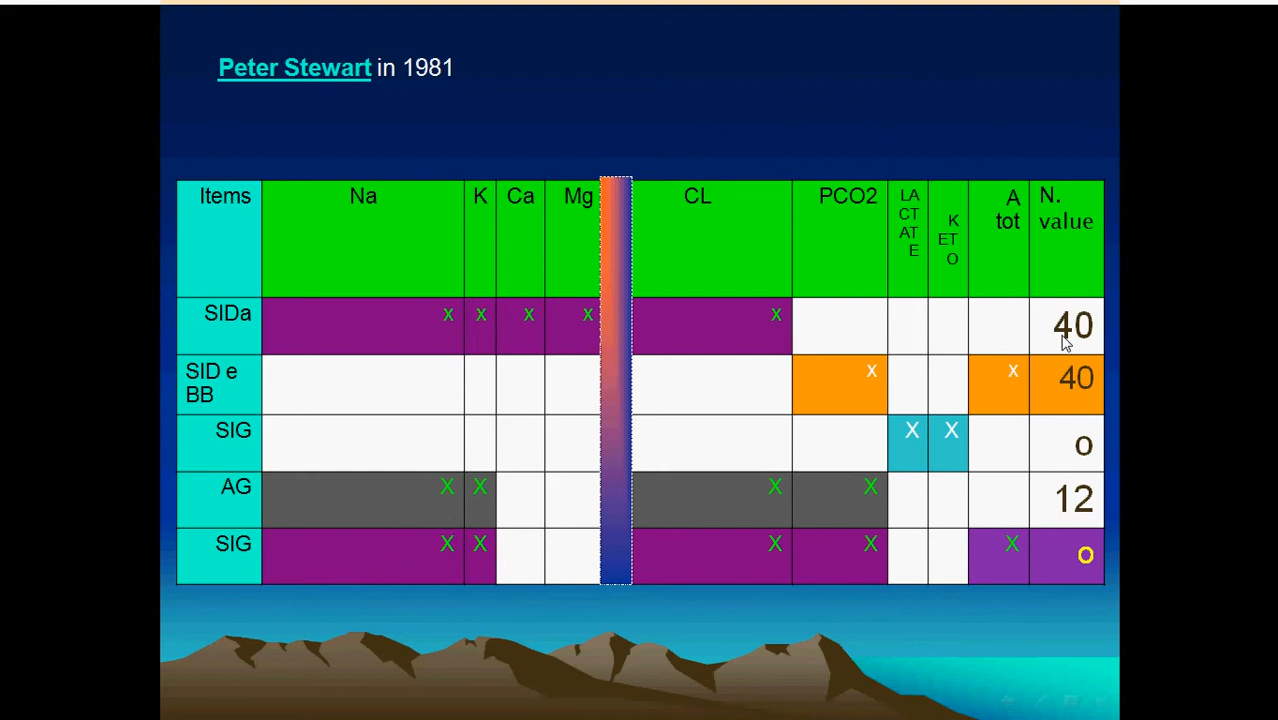 Peter Stewart in 1981
Items Na K Ca Mg CL PCO2 LA CT AT E K ET O A tot N. value
SIDa x x x x x 40
SID e BB x x 40
SIG X X o
AG X X X X 12
SIG X X X X X o